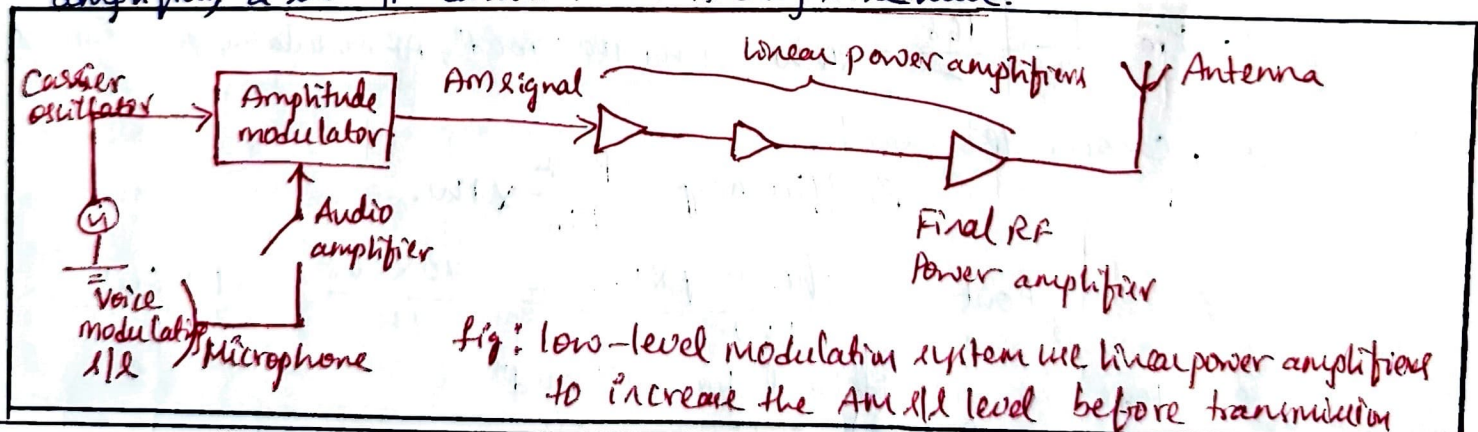 amplifiers
Linear power amplifiers
Carrier
oscillator
Amplitude
modulator
AM signal
Antenna
Audio
amplifier
Final RF
Power amplifier
Voice
modulating
s/l
Microphone
fig: low-level modulation system use linear power amplifiers
to increase the AM s/l level before transmission